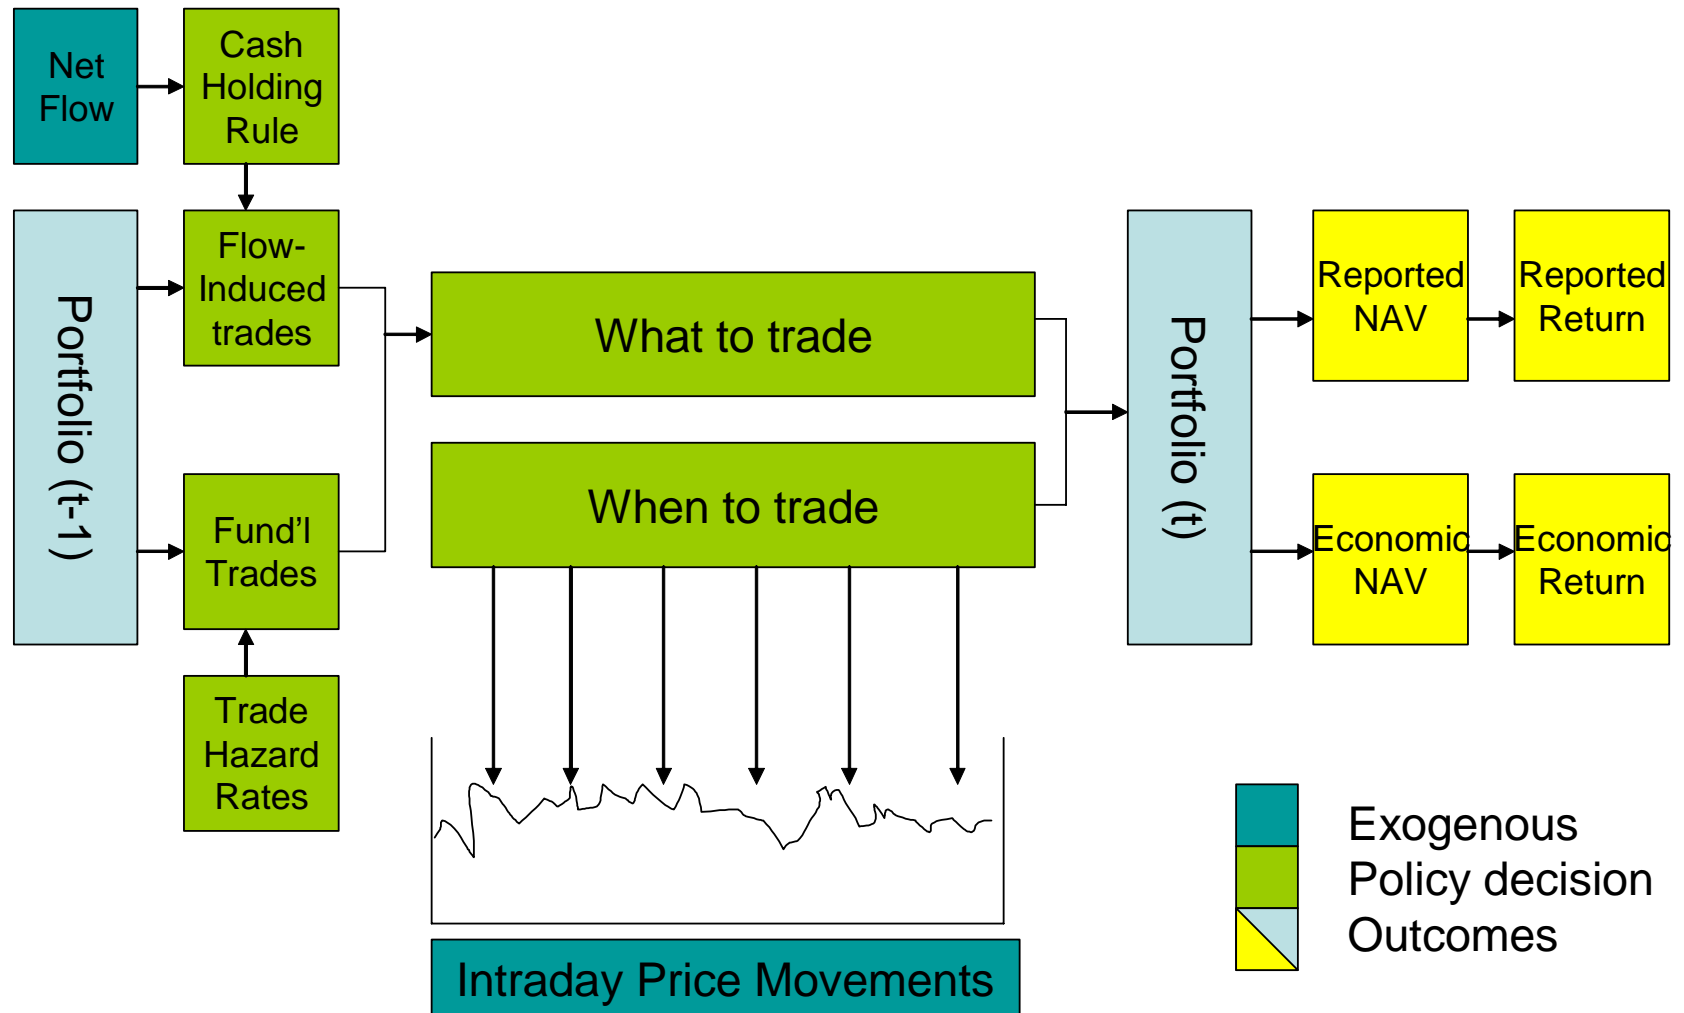 Net
Flow
Cash
Holding
Rule
Portfolio (t-1)
Flow-
Induced
trades
Fund’l
Trades
Trade
Hazard
Rates
What to trade
When to trade
Intraday Price Movements
Portfolio (t)
Reported
NAV
Reported
Return
Economic
NAV
Economic
Return
Exogenous
Policy decision
Outcomes